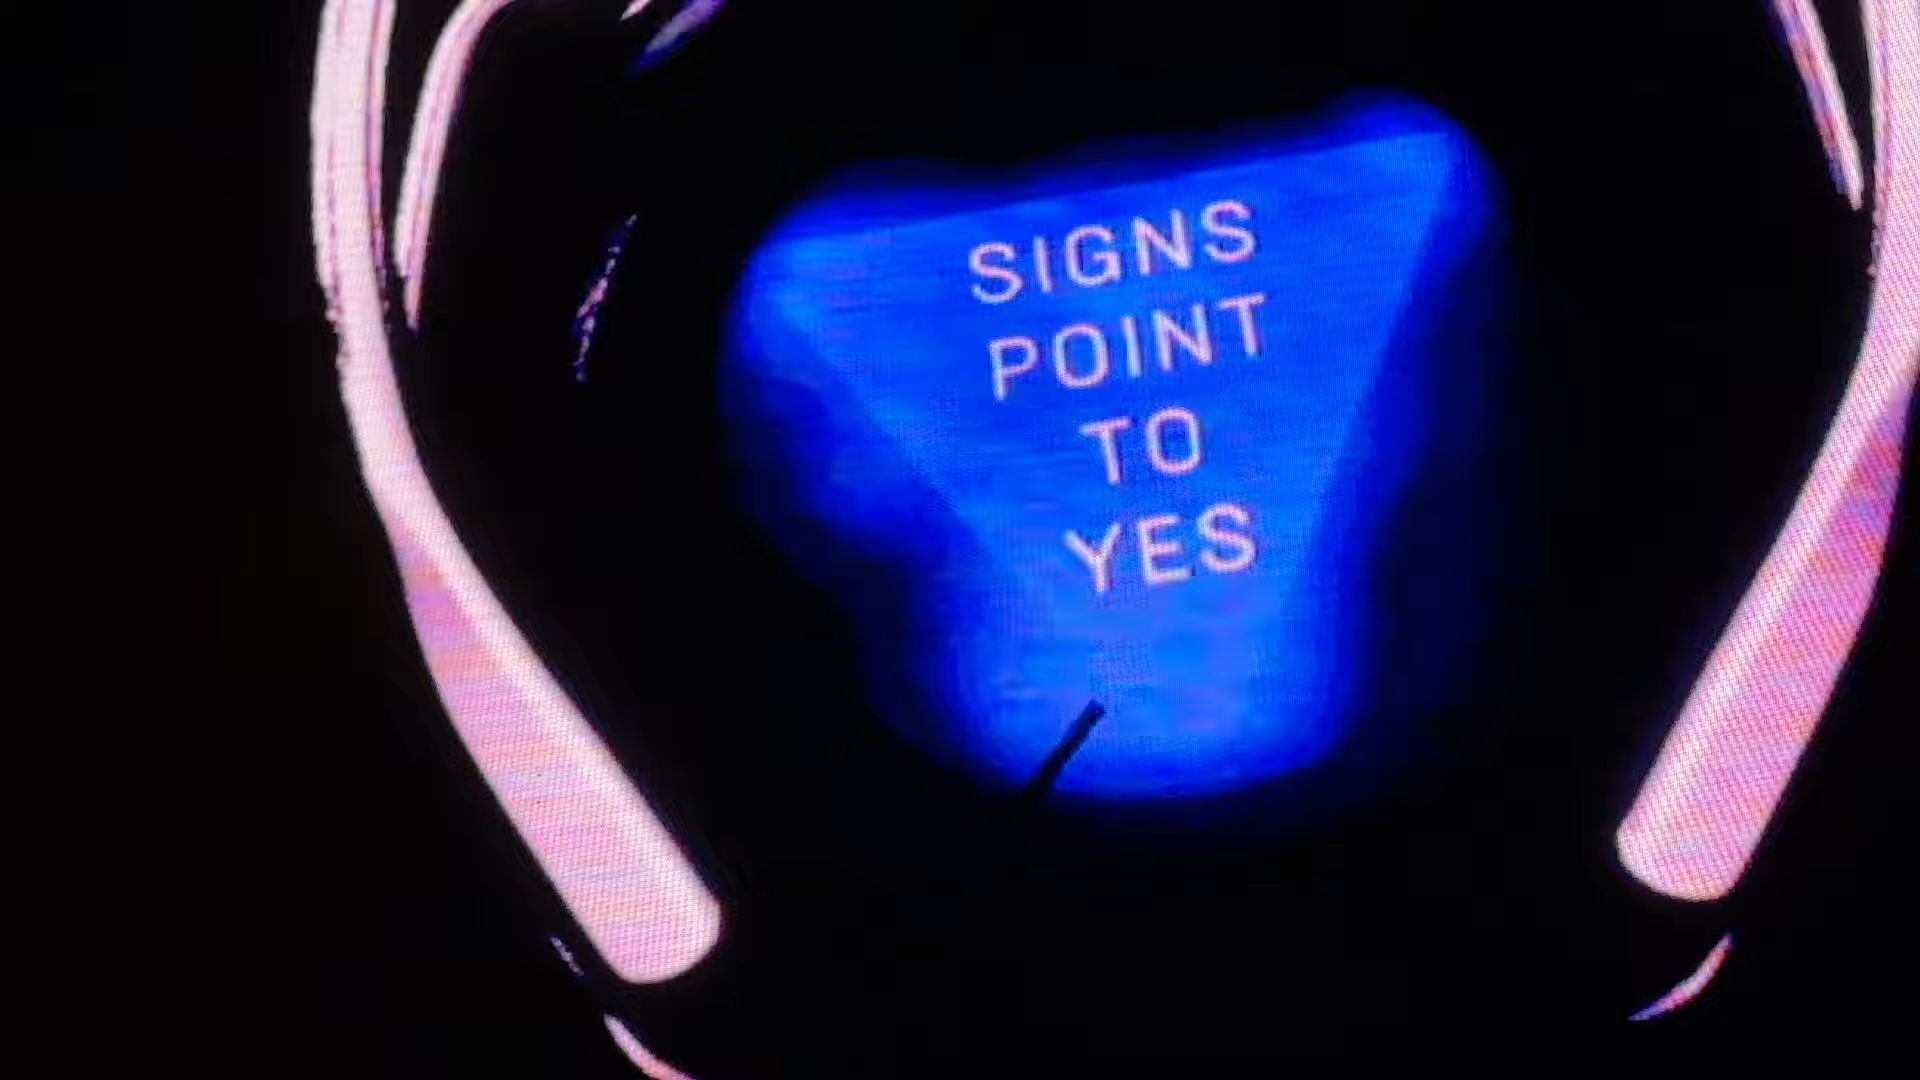 SIGNS
POINT
TO
YES